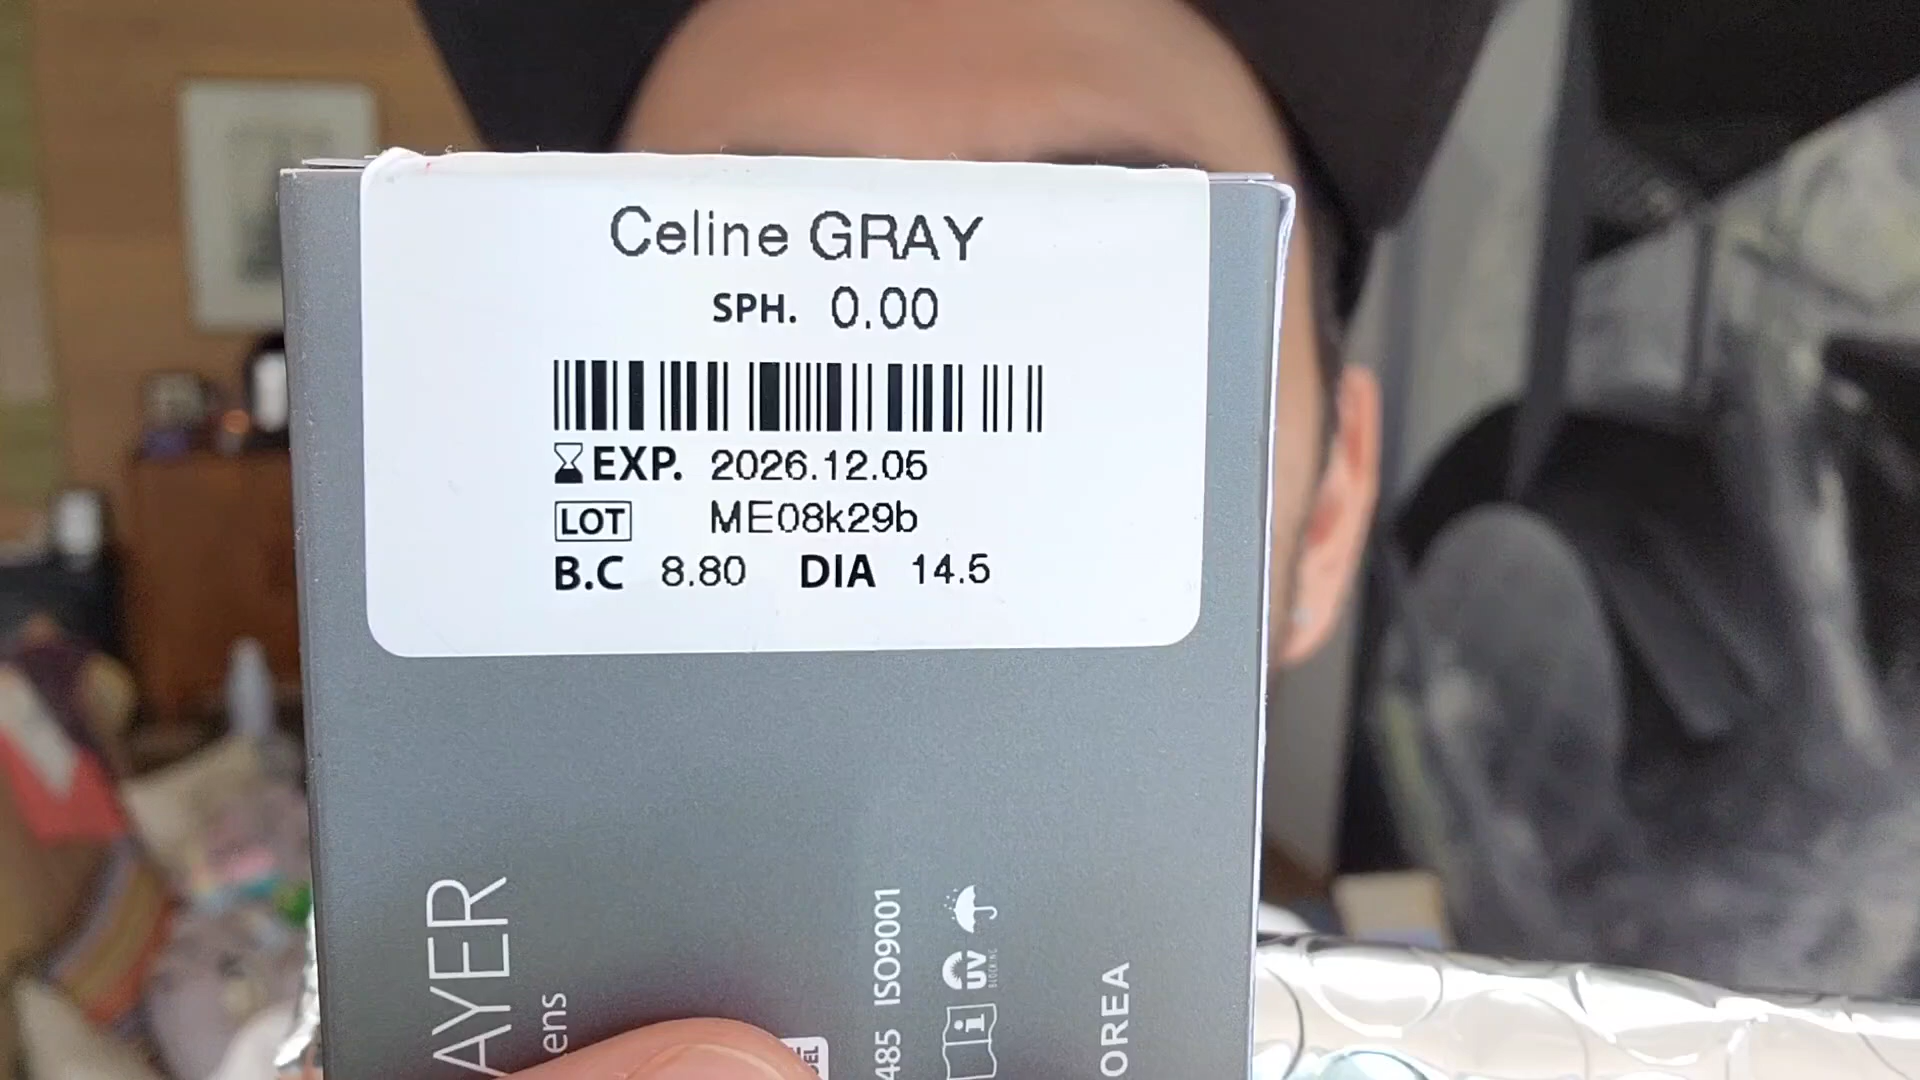 Celine GRAY
SPH. 0.00
EXP. 2026.12.05
LOT ME08k29b
B.C 8.80 DIA 14.5
AYER
ens
485 ISO9001
UV
BLOCKING
OREA